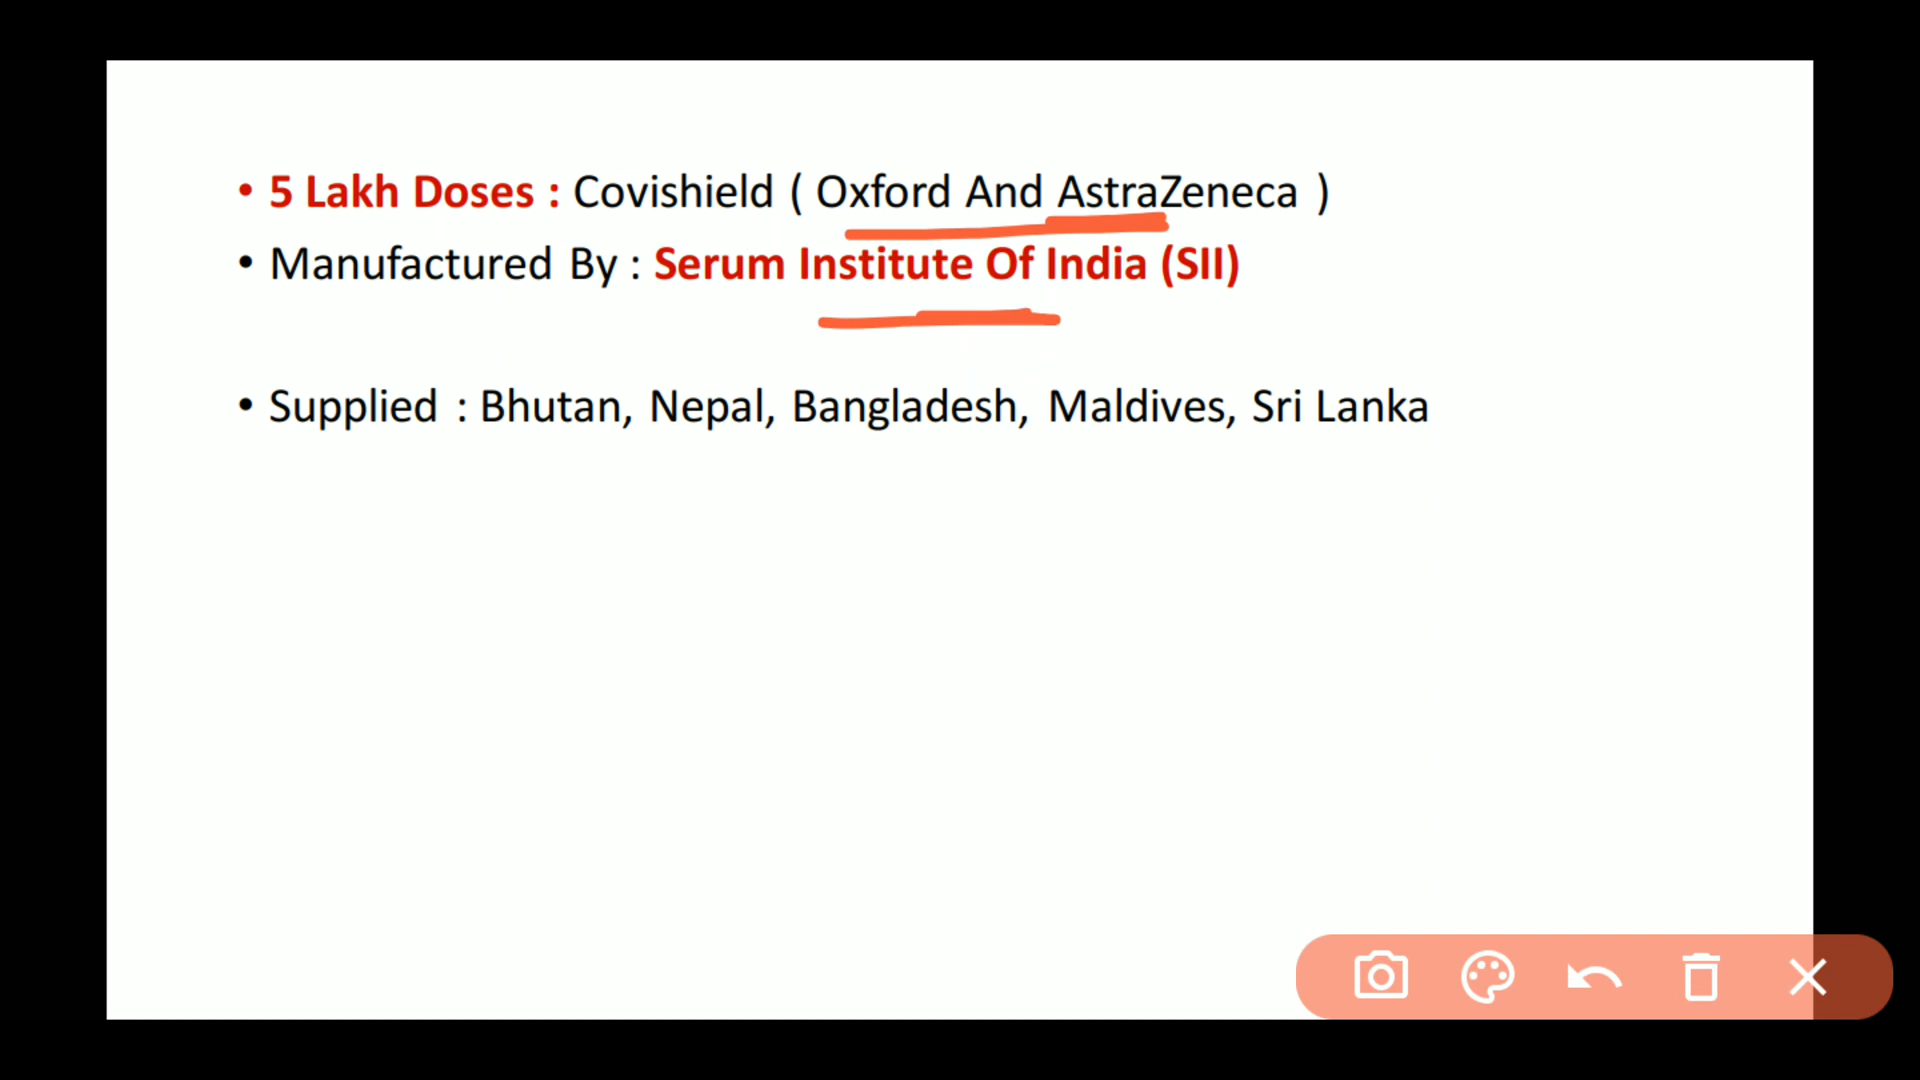 • 5 Lakh Doses : Covishield ( Oxford And AstraZeneca )
• Manufactured By : Serum Institute Of India (SII)
• Supplied : Bhutan, Nepal, Bangladesh, Maldives, Sri Lanka